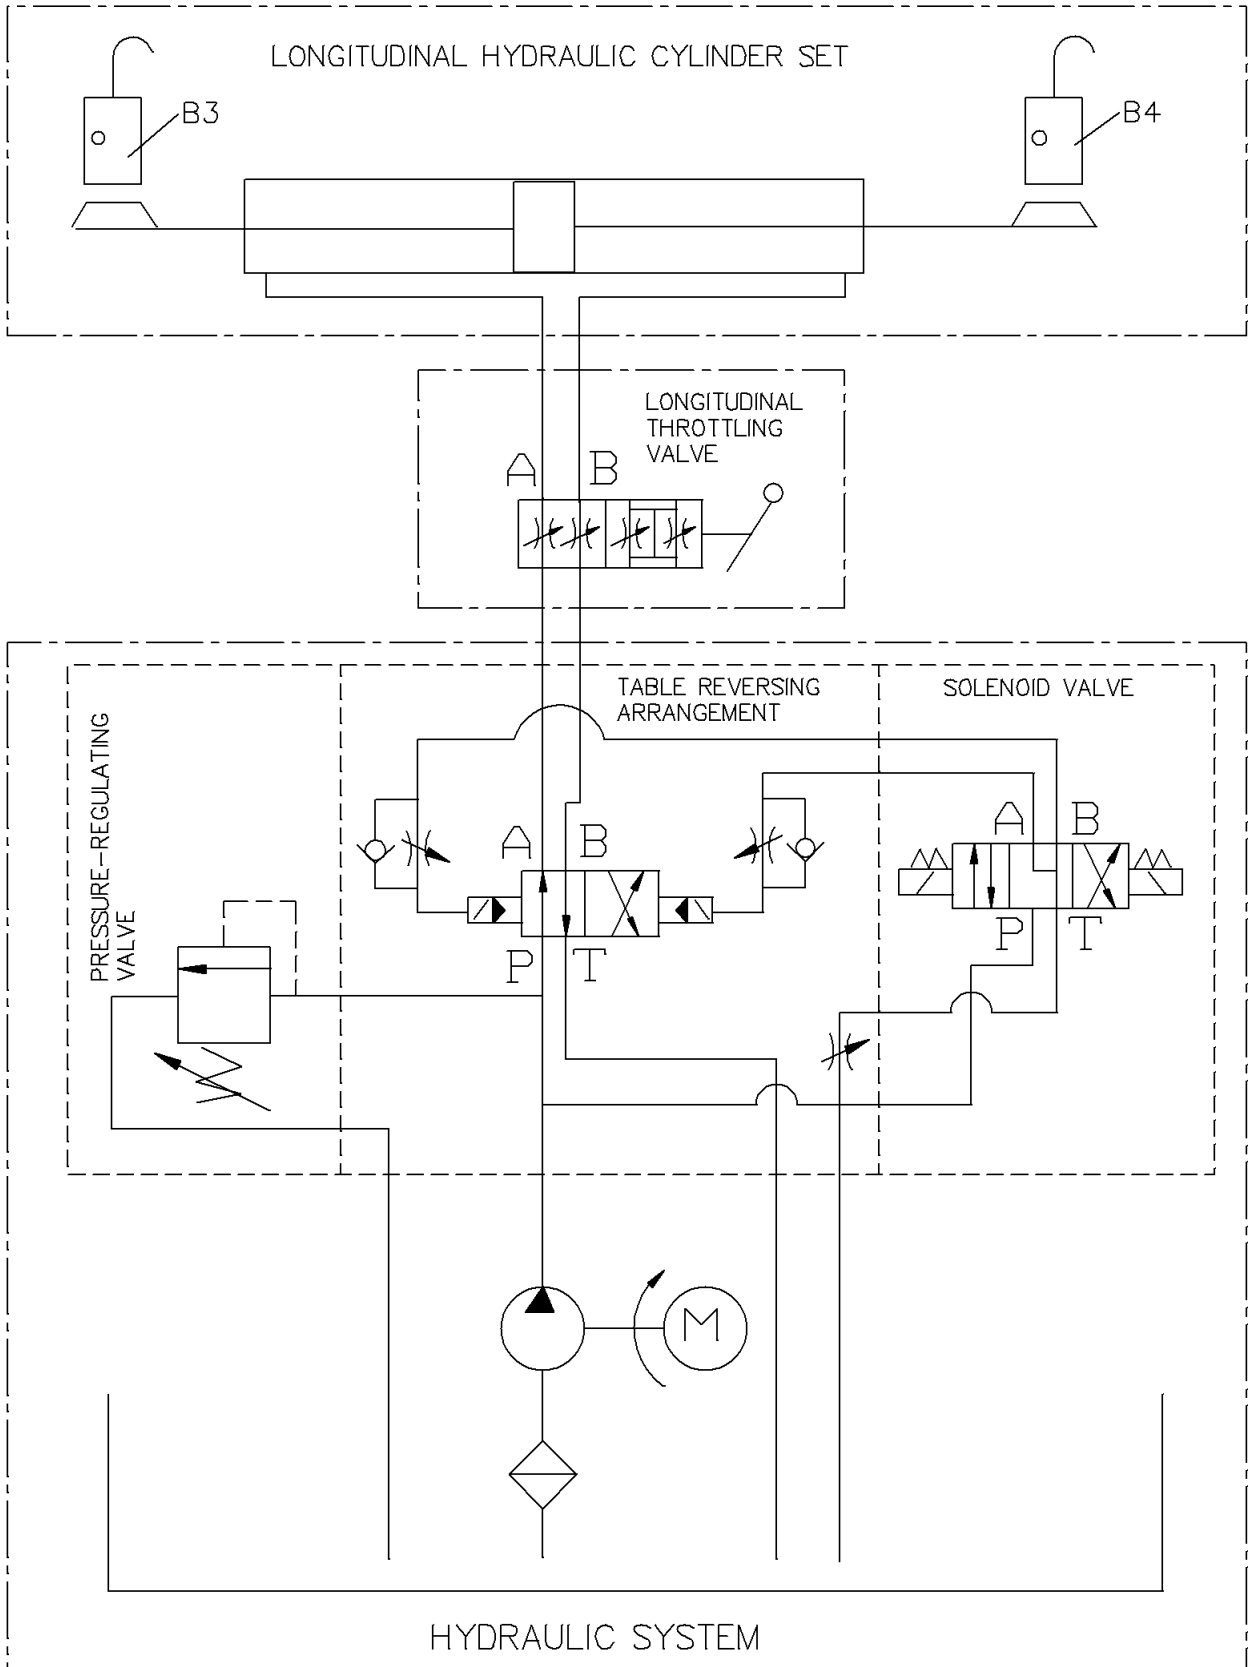 LONGITUDINAL HYDRAULIC CYLINDER SET
B3
B4
LONGITUDINAL
THROTTLING
VALVE
A
B
TABLE REVERSING
ARRANGEMENT
SOLENOID VALVE
PRESSURE-REGULATING
VALVE
A
B
P
T
A
B
P
T
M
HYDRAULIC SYSTEM